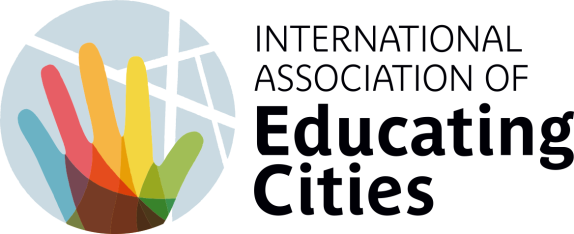 INTERNATIONAL
ASSOCIATION OF
Educating
Cities